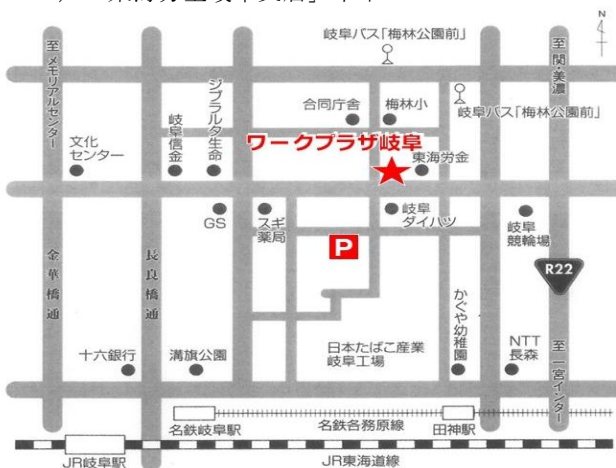 岐阜バス「梅林公園前」
N
至メモリアルセンター
至関・美濃
ジブラルタ生命
合同庁舎
梅林小
岐阜バス「梅林公園前」
岐阜信金
文化
センター
ワークプラザ岐阜
東海労金
GS
スギ
薬局
岐阜
ダイハツ
岐阜
競輪場
P
金華橋通
長良橋通
R22
かぐや幼稚園
日本たばこ産業
岐阜工場
十六銀行
溝旗公園
NTT
長森
至一宮インター
名鉄岐阜駅
名鉄各務原線
田神駅
JR岐阜駅
JR東海道線